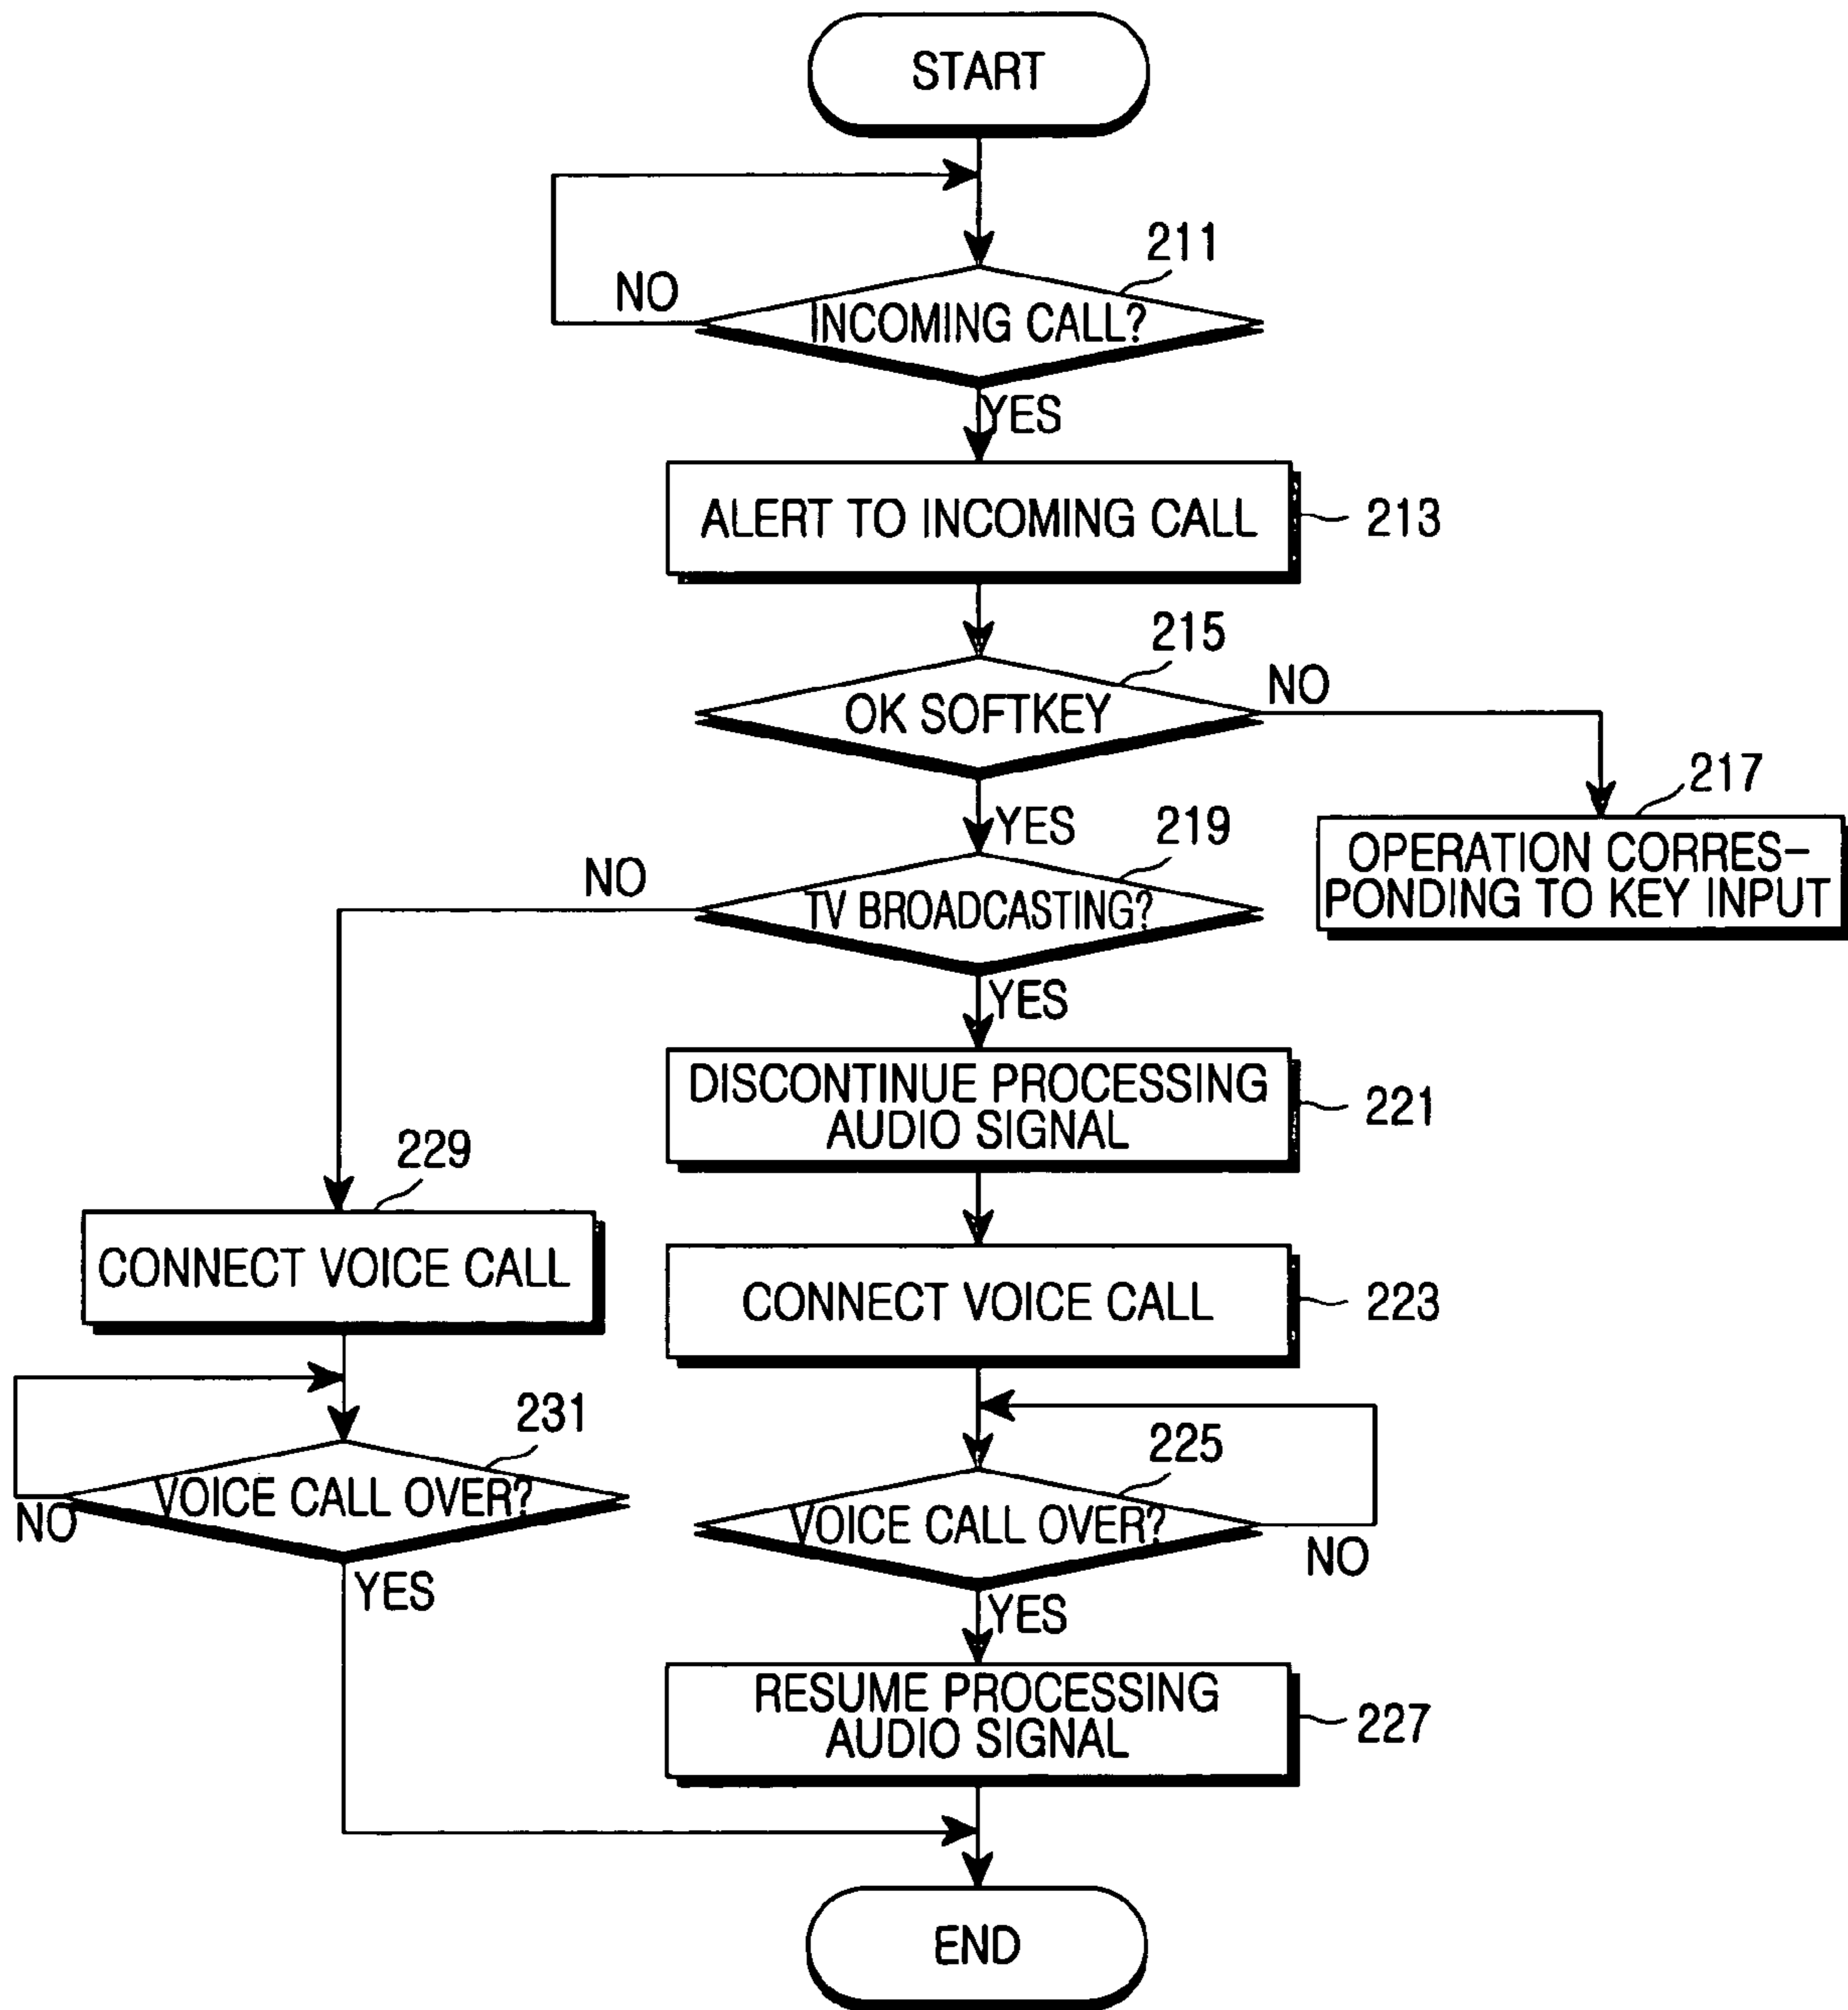 START
211
NO
INCOMING CALL?
YES
ALERT TO INCOMING CALL
213
215
NO
OK SOFTKEY
217
YES
219
OPERATION CORRES-
PONDING TO KEY INPUT
NO
TV BROADCASTING?
YES
DISCONTINUE PROCESSING
AUDIO SIGNAL
221
229
CONNECT VOICE CALL
CONNECT VOICE CALL
223
231
225
VOICE CALL OVER?
NO
VOICE CALL OVER?
NO
YES
YES
RESUME PROCESSING
AUDIO SIGNAL
227
END